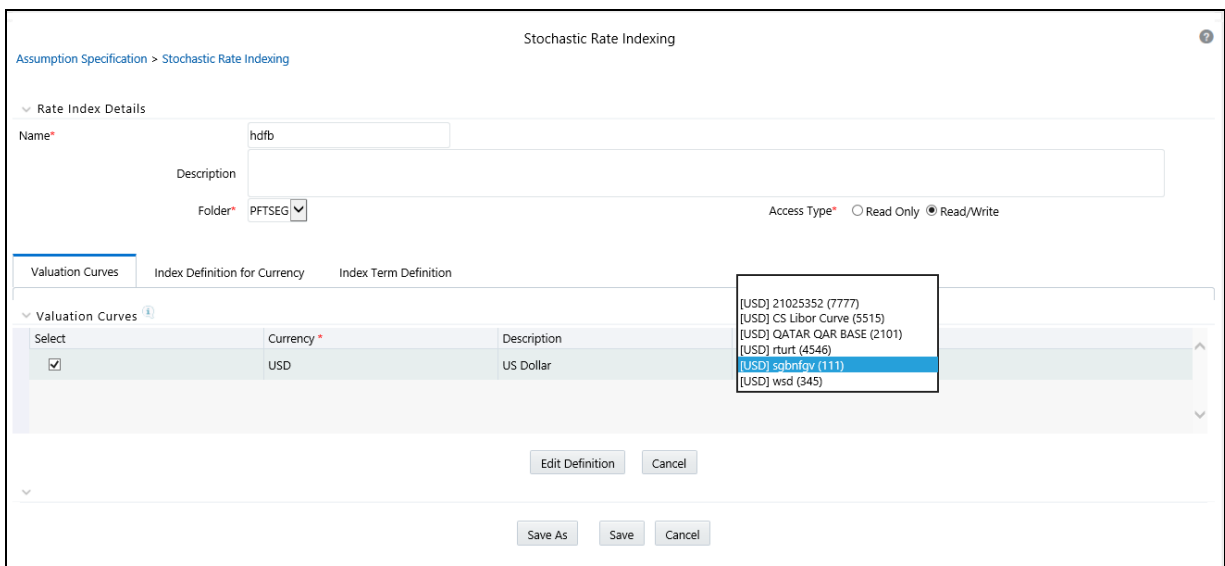 Stochastic Rate Indexing
?
Assumption Specification > Stochastic Rate Indexing
Rate Index Details
Name* hdfb
Description
Folder* PFTSEG Access Type* Read Only Read/Write
Valuation Curves Index Definition for Currency Index Term Definition
Valuation Curves i
Select Currency * Description
USD US Dollar
[USD] 21025352 (7777)
[USD] CS Libor Curve (5515)
[USD] QATAR QAR BASE (2101)
[USD] rturt (4546)
[USD] sgbnfgv (111)
[USD] wsd (345)
Edit Definition Cancel
Save As Save Cancel